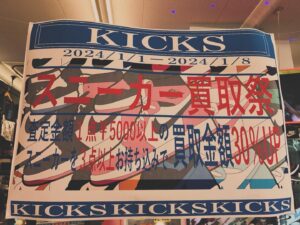 KICKS
2024/1/1－2024/1/8
スニーカー買取祭
査定金額1点￥5000以上の
スニーカーを3点以上お持ち込みで買取金額30%UP
KICKSKICKSKICKS